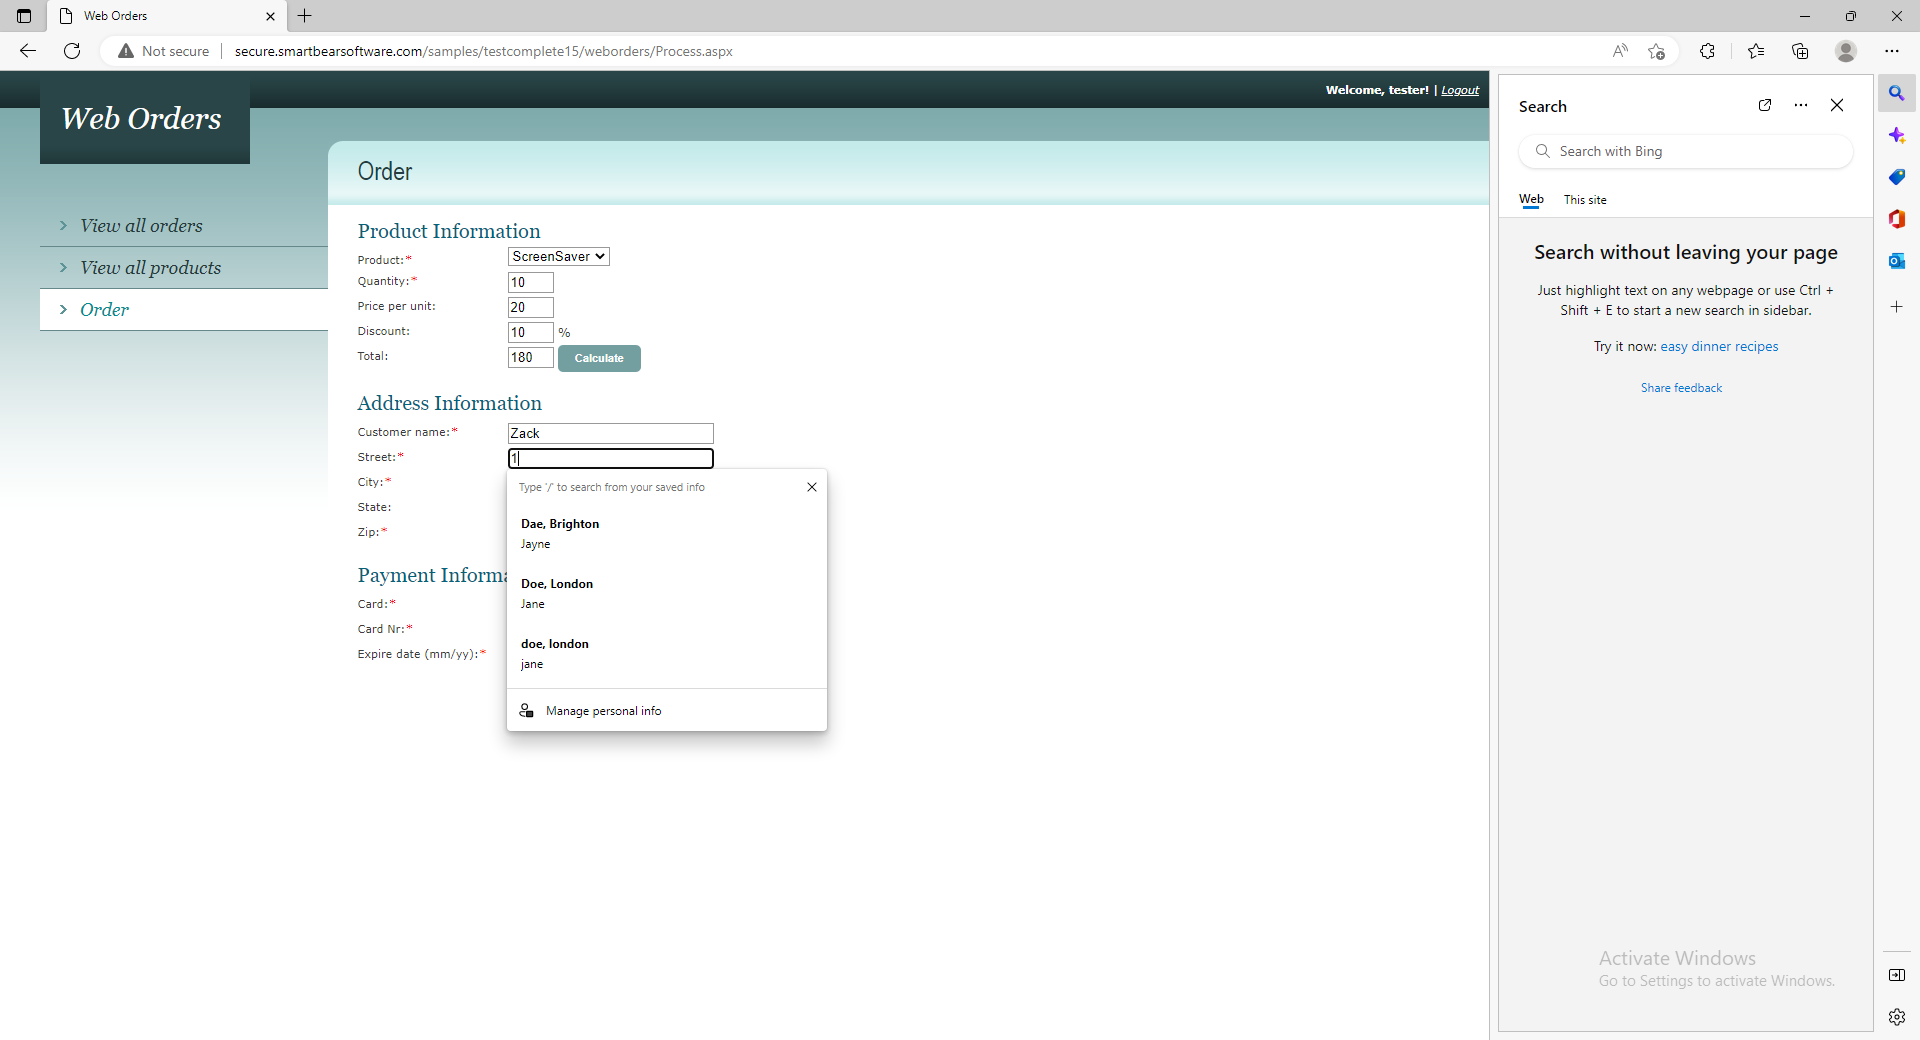 Web Orders
Not secure
secure.smartbearsoftware.com/samples/testcomplete15/weborders/Process.aspx
Welcome, tester! | Logout
Web Orders
View all orders
View all products
Order
Order
Product Information
Product:*
ScreenSaver
Quantity:*
10
Price per unit:
20
Discount:
10
%
Total:
180
Calculate
Address Information
Customer name:*
Zack
Street:*
1
City:*
State:
Zip:*
Type '/' to search from your saved info
Dae, Brighton
Jayne
Doe, London
Jane
doe, london
jane
Manage personal info
Payment Informa
Card:*
Card Nr:*
Expire date (mm/yy):*
Search
Search with Bing
Web
This site
Search without leaving your page
Just highlight text on any webpage or use Ctrl +
Shift + E to start a new search in sidebar.
Try it now: easy dinner recipes
Share feedback
Activate Windows
Go to Settings to activate Windows.